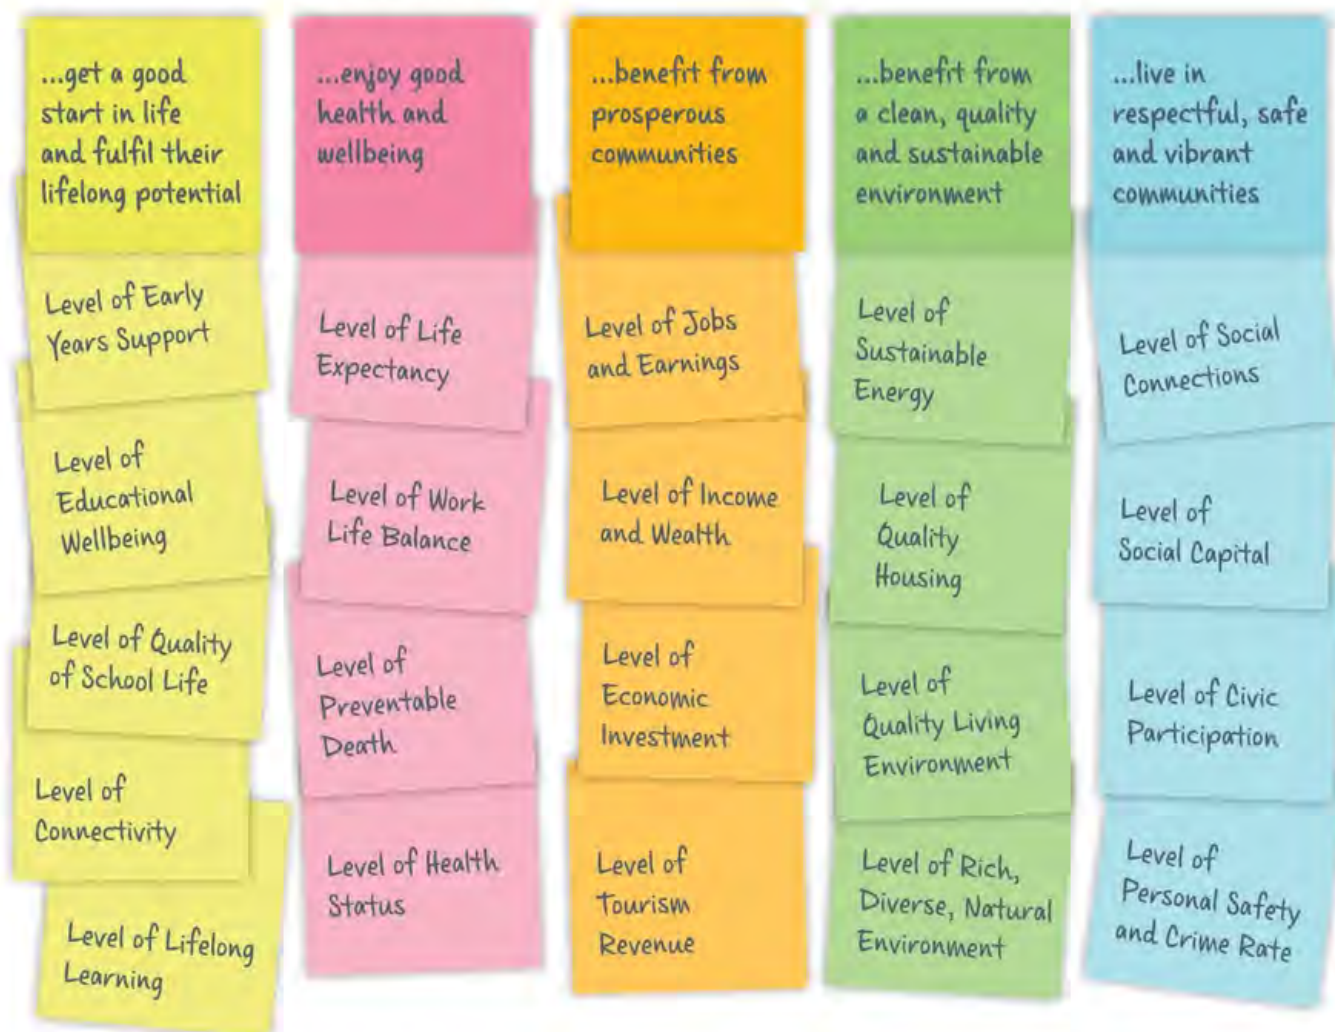 ...get a good
start in life
and fulfil their
lifelong potential
Level of Early
Years Support
Level of
Educational
Wellbeing
Level of Quality
of School Life
Level of
Connectivity
Level of Lifelong
Learning
...enjoy good
health and
wellbeing
Level of Life
Expectancy
Level of Work
Life Balance
Level of
Preventable
Death
Level of Health
Status
...benefit from
prosperous
communities
Level of Jobs
and Earnings
Level of Income
and Wealth
Level of
Economic
Investment
Level of
Tourism
Revenue
...benefit from
a clean, quality
and sustainable
environment
Level of
Sustainable
Energy
Level of
Quality
Housing
Level of
Quality Living
Environment
Level of Rich,
Diverse, Natural
Environment
...live in
respectful, safe
and vibrant
communities
Level of Social
Connections
Level of
Social Capital
Level of Civic
Participation
Level of
Personal Safety
and Crime Rate